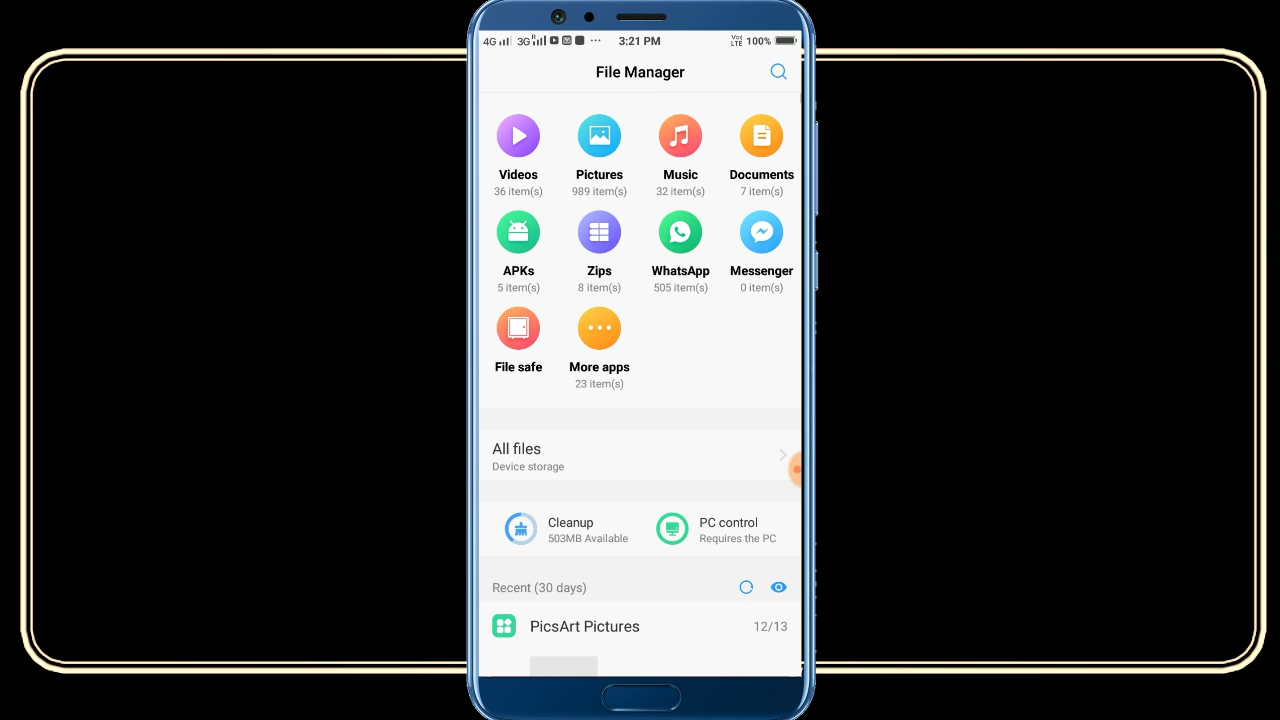 4G 3G R ... 3:21 PM VoI LTE 100%
File Manager
Videos Pictures Music Documents
36 item(s) 989 item(s) 32 item(s) 7 item(s)
APKs Zips WhatsApp Messenger
5 item(s) 8 item(s) 505 item(s) 0 item(s)
File safe More apps
23 item(s)
All files
Device storage
Cleanup PC control
503MB Available Requires the PC
Recent (30 days)
PicsArt Pictures 12/13